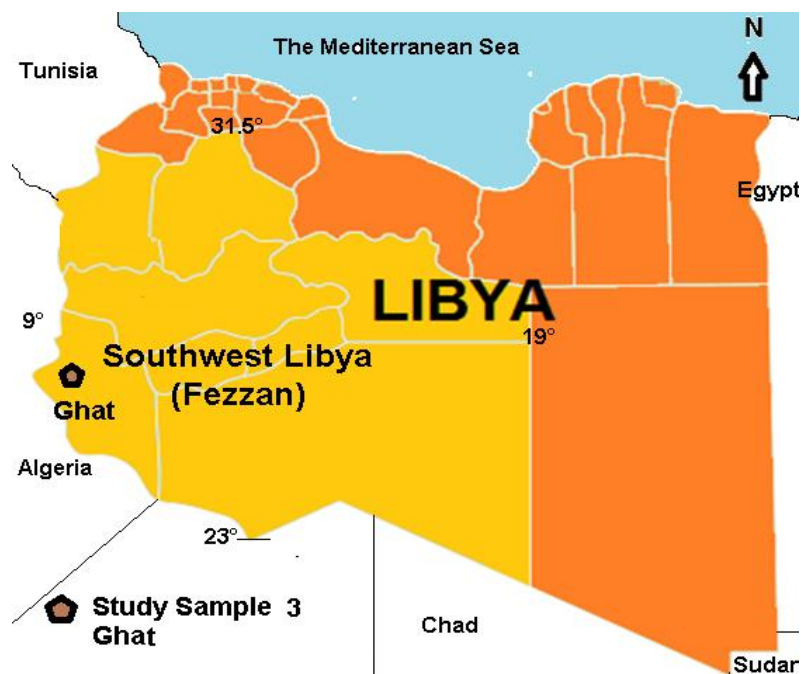 The Mediterranean Sea
N
Tunisia
31.5°
Egypt
LIBYA
9°
19°
Southwest Libya
(Fezzan)
Ghat
Algeria
23°
Study Sample 3
Ghat
Chad
Sudan